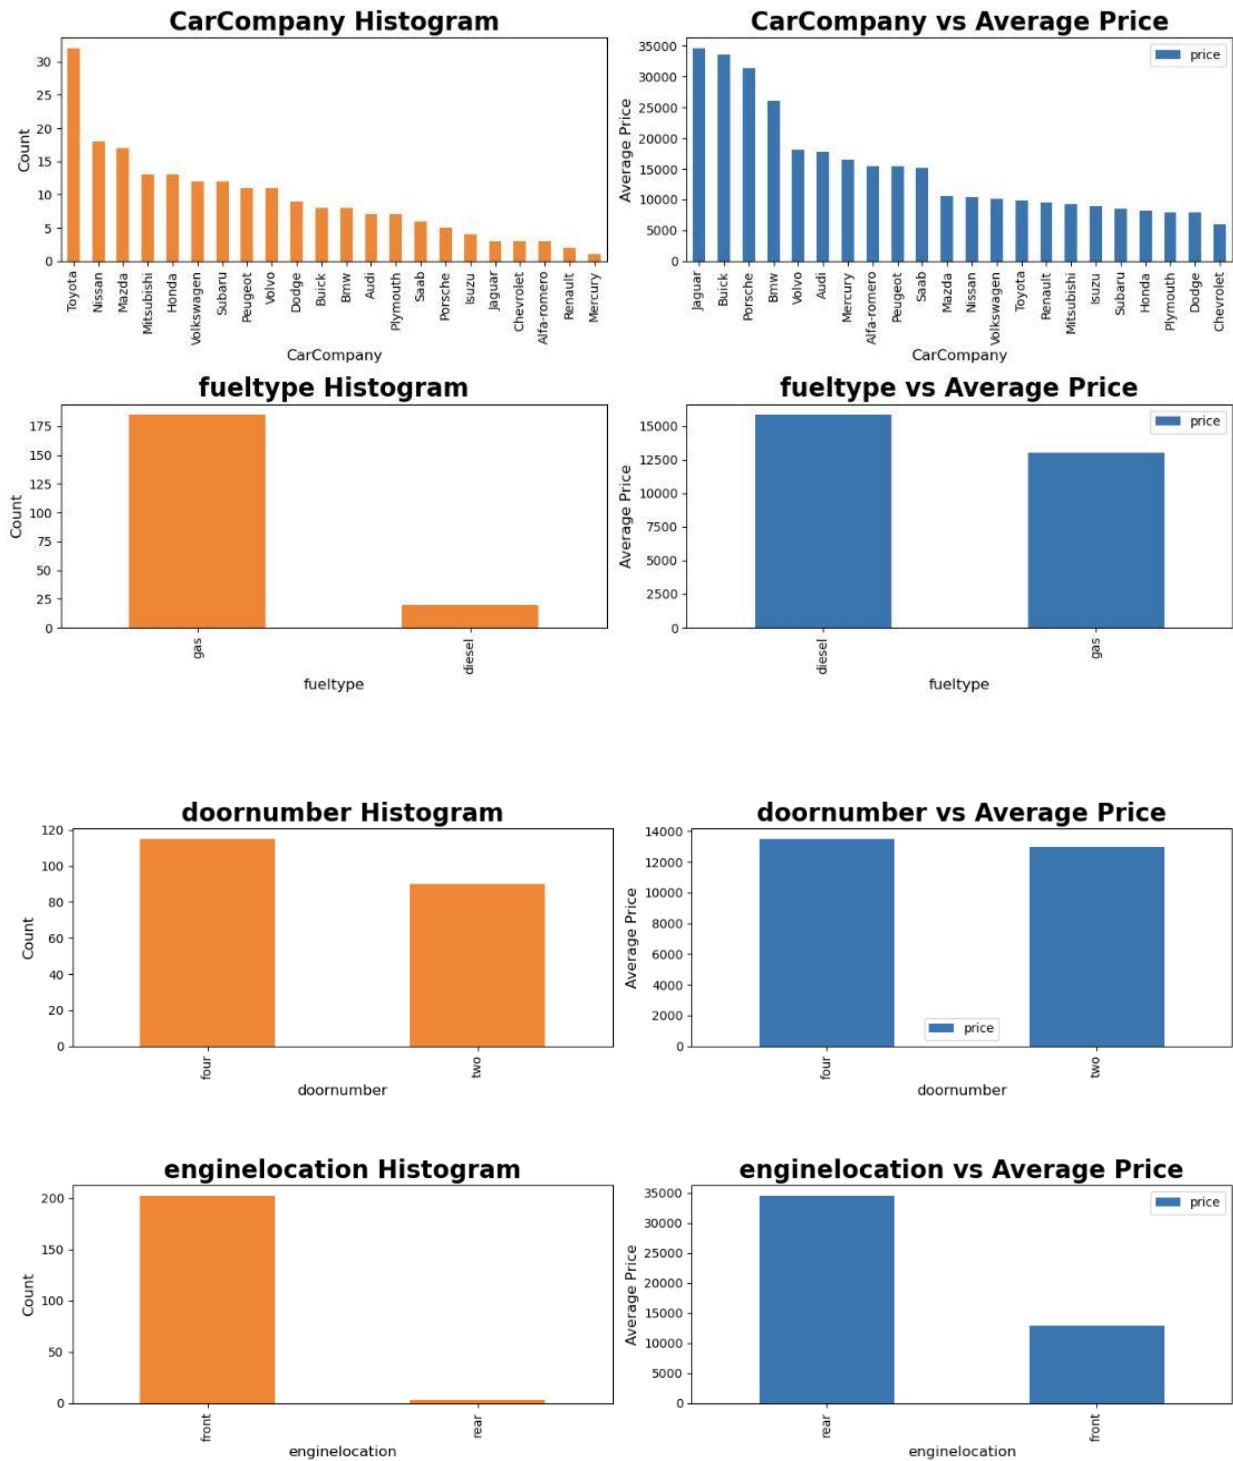 CarCompany Histogram
Count
30
25
20
15
10
5
0
Toyota
Nissan
Mazda
Mitsubishi
Honda
Volkswagen
Subaru
Peugeot
Volvo
Dodge
Buick
Bmw
Audi
Plymouth
Saab
Porsche
Isuzu
Jaguar
Chevrolet
Alfa-romero
Renault
Mercury
CarCompany
CarCompany vs Average Price
price
Average Price
35000
30000
25000
20000
15000
10000
5000
0
Jaguar
Buick
Porsche
Bmw
Volvo
Audi
Mercury
Alfa-romero
Peugeot
Saab
Mazda
Nissan
Volkswagen
Toyota
Renault
Mitsubishi
Isuzu
Subaru
Honda
Plymouth
Dodge
Chevrolet
CarCompany
fueltype Histogram
Count
175
150
125
100
75
50
25
0
gas
diesel
fueltype
fueltype vs Average Price
price
Average Price
15000
12500
10000
7500
5000
2500
0
diesel
gas
fueltype
doornumber Histogram
Count
120
100
80
60
40
20
0
four
two
doornumber
doornumber vs Average Price
Average Price
14000
12000
10000
8000
6000
4000
2000
0
price
four
two
doornumber
enginelocation Histogram
Count
200
150
100
50
0
front
rear
enginelocation
enginelocation vs Average Price
price
Average Price
35000
30000
25000
20000
15000
10000
5000
0
rear
front
enginelocation